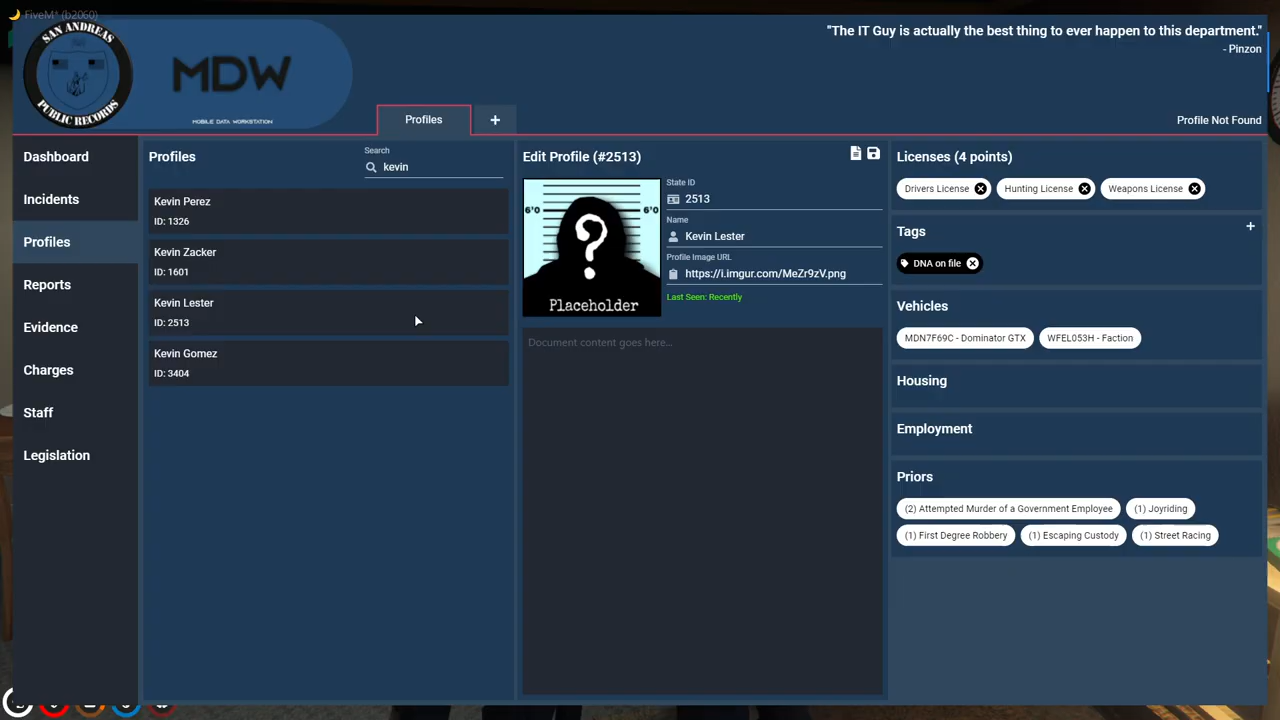 FiveM* (b2060)
SAN ANDREAS
PUBLIC RECORDS
MDW
MOBILE DATA WORKSTATION
"The IT Guy is actually the best thing to ever happen to this department."
- Pinzon
Profiles
+
Profile Not Found
Dashboard
Incidents
Profiles
Reports
Evidence
Charges
Staff
Legislation
Profiles
Search
kevin
Kevin Perez
ID: 1326
Kevin Zacker
ID: 1601
Kevin Lester
ID: 2513
Kevin Gomez
ID: 3404
Edit Profile (#2513)
6'0 6'0
?
Placeholder
State ID
2513
Name
Kevin Lester
Profile Image URL
https://i.imgur.com/MeZr9zV.png
Last Seen: Recently
Document content goes here...
Licenses (4 points)
Drivers License Hunting License Weapons License
Tags +
DNA on file
Vehicles
MDN7F69C - Dominator GTX WFEL053H - Faction
Housing
Employment
Priors
(2) Attempted Murder of a Government Employee (1) Joyriding
(1) First Degree Robbery (1) Escaping Custody (1) Street Racing